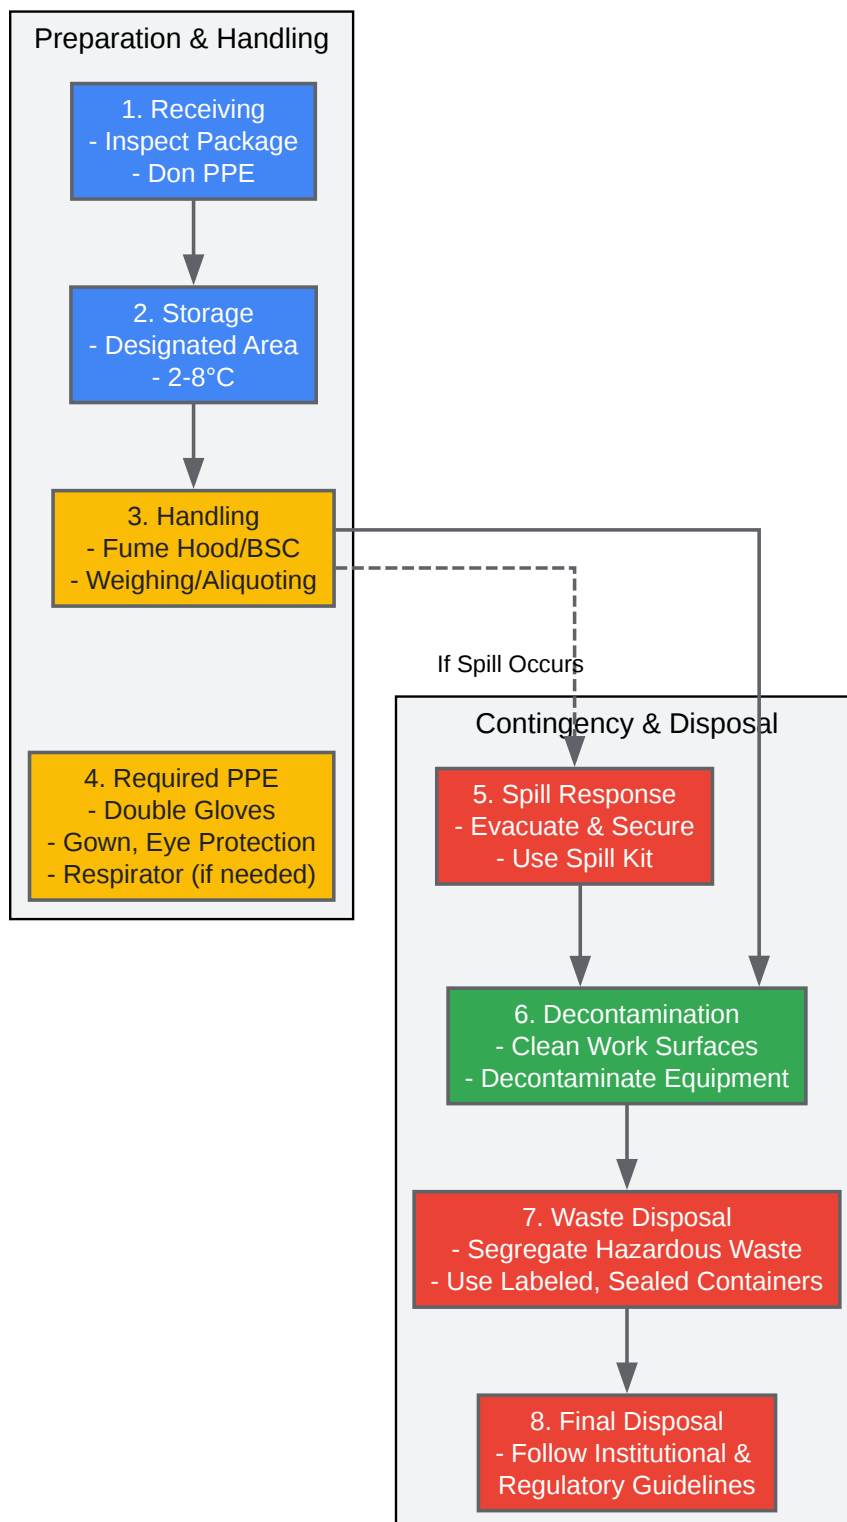 Preparation & Handling
1. Receiving
- Inspect Package
- Don PPE
2. Storage
- Designated Area
- 2-8°C
3. Handling
- Fume Hood/BSC
- Weighing/Aliquoting
If Spill Occurs
4. Required PPE
- Double Gloves
- Gown, Eye Protection
- Respirator (if needed)
Contingency & Disposal
5. Spill Response
- Evacuate & Secure
- Use Spill Kit
6. Decontamination
- Clean Work Surfaces
- Decontaminate Equipment
7. Waste Disposal
- Segregate Hazardous Waste
- Use Labeled, Sealed Containers
8. Final Disposal
- Follow Institutional &
Regulatory Guidelines